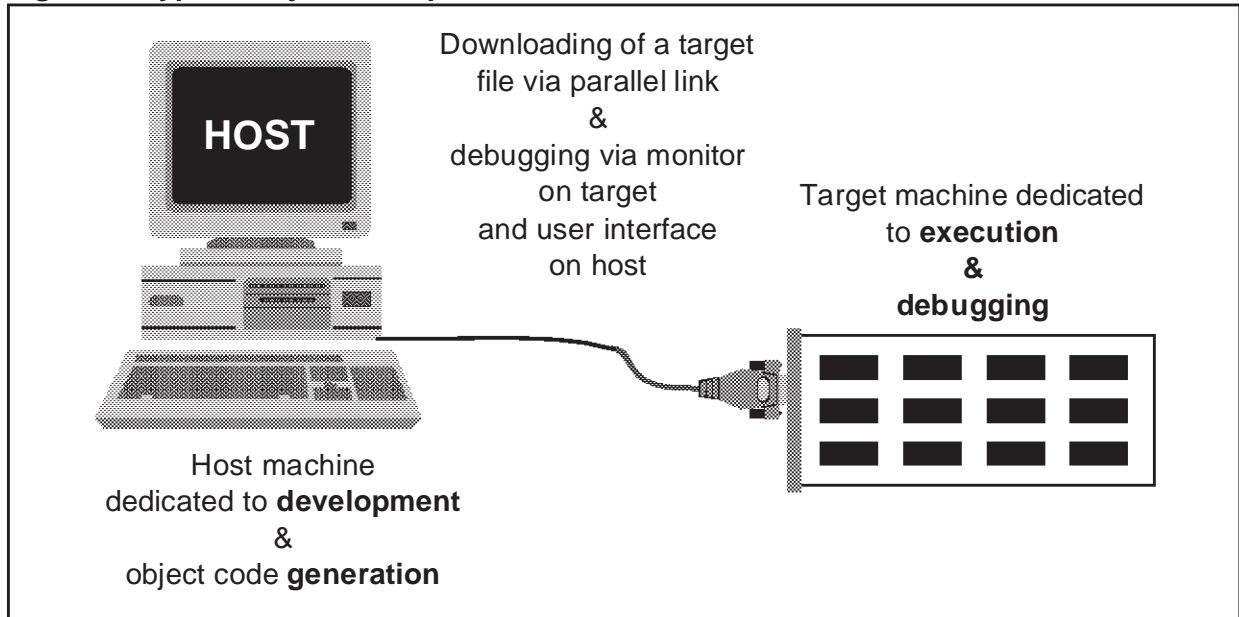 HOST
Downloading of a target
file via parallel link
&
debugging via monitor
on target
and user interface
on host
Target machine dedicated
to execution
&
debugging
Host machine
dedicated to development
&
object code generation